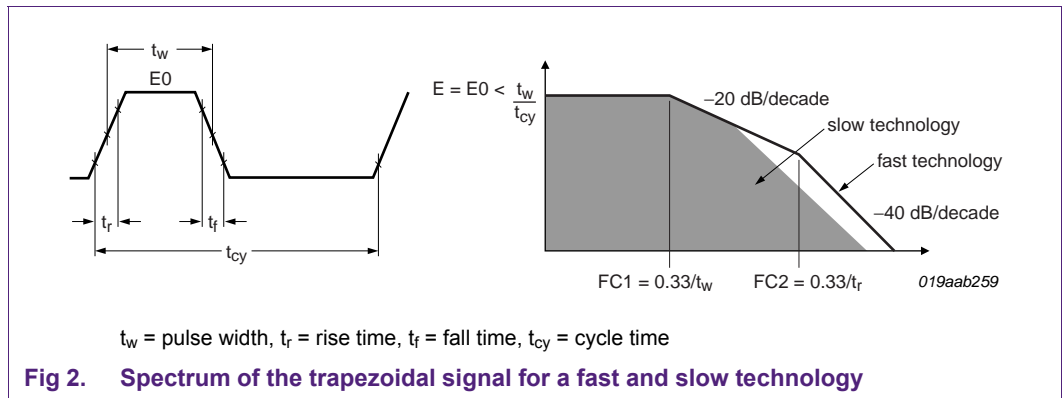 tw
E0
tr
tf
tcy
E = E0 < tw
tcy
–20 dB/decade
slow technology
fast technology
–40 dB/decade
FC1 = 0.33/tw
FC2 = 0.33/tr
019aab259
tw = pulse width, tr = rise time, tf = fall time, tcy = cycle time
Fig 2. Spectrum of the trapezoidal signal for a fast and slow technology